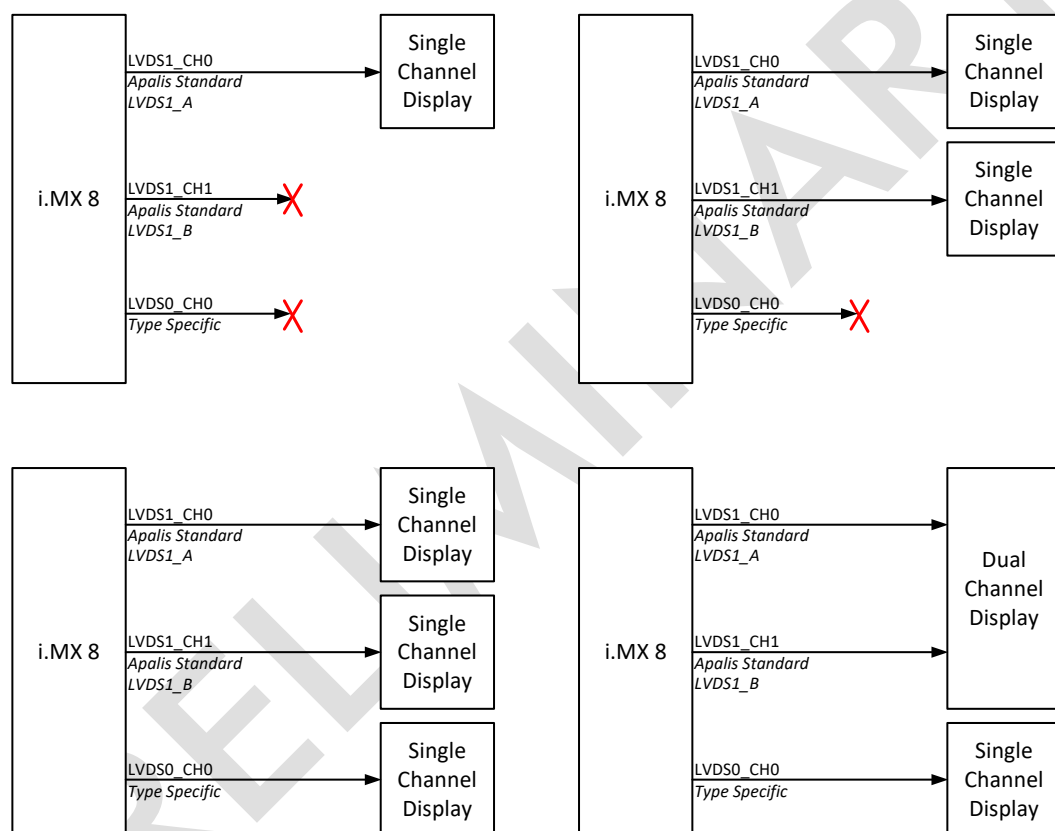 i.MX 8
LVDS1_CH0
Apalis Standard
LVDS1_A
Single
Channel
Display
LVDS1_CH1
Apalis Standard
LVDS1_B
LVDS0_CH0
Type Specific
i.MX 8
LVDS1_CH0
Apalis Standard
LVDS1_A
Single
Channel
Display
LVDS1_CH1
Apalis Standard
LVDS1_B
Single
Channel
Display
LVDS0_CH0
Type Specific
i.MX 8
LVDS1_CH0
Apalis Standard
LVDS1_A
Single
Channel
Display
LVDS1_CH1
Apalis Standard
LVDS1_B
Single
Channel
Display
LVDS0_CH0
Type Specific
Single
Channel
Display
i.MX 8
LVDS1_CH0
Apalis Standard
LVDS1_A
LVDS1_CH1
Apalis Standard
LVDS1_B
Dual
Channel
Display
LVDS0_CH0
Type Specific
Single
Channel
Display
RELIMINAR